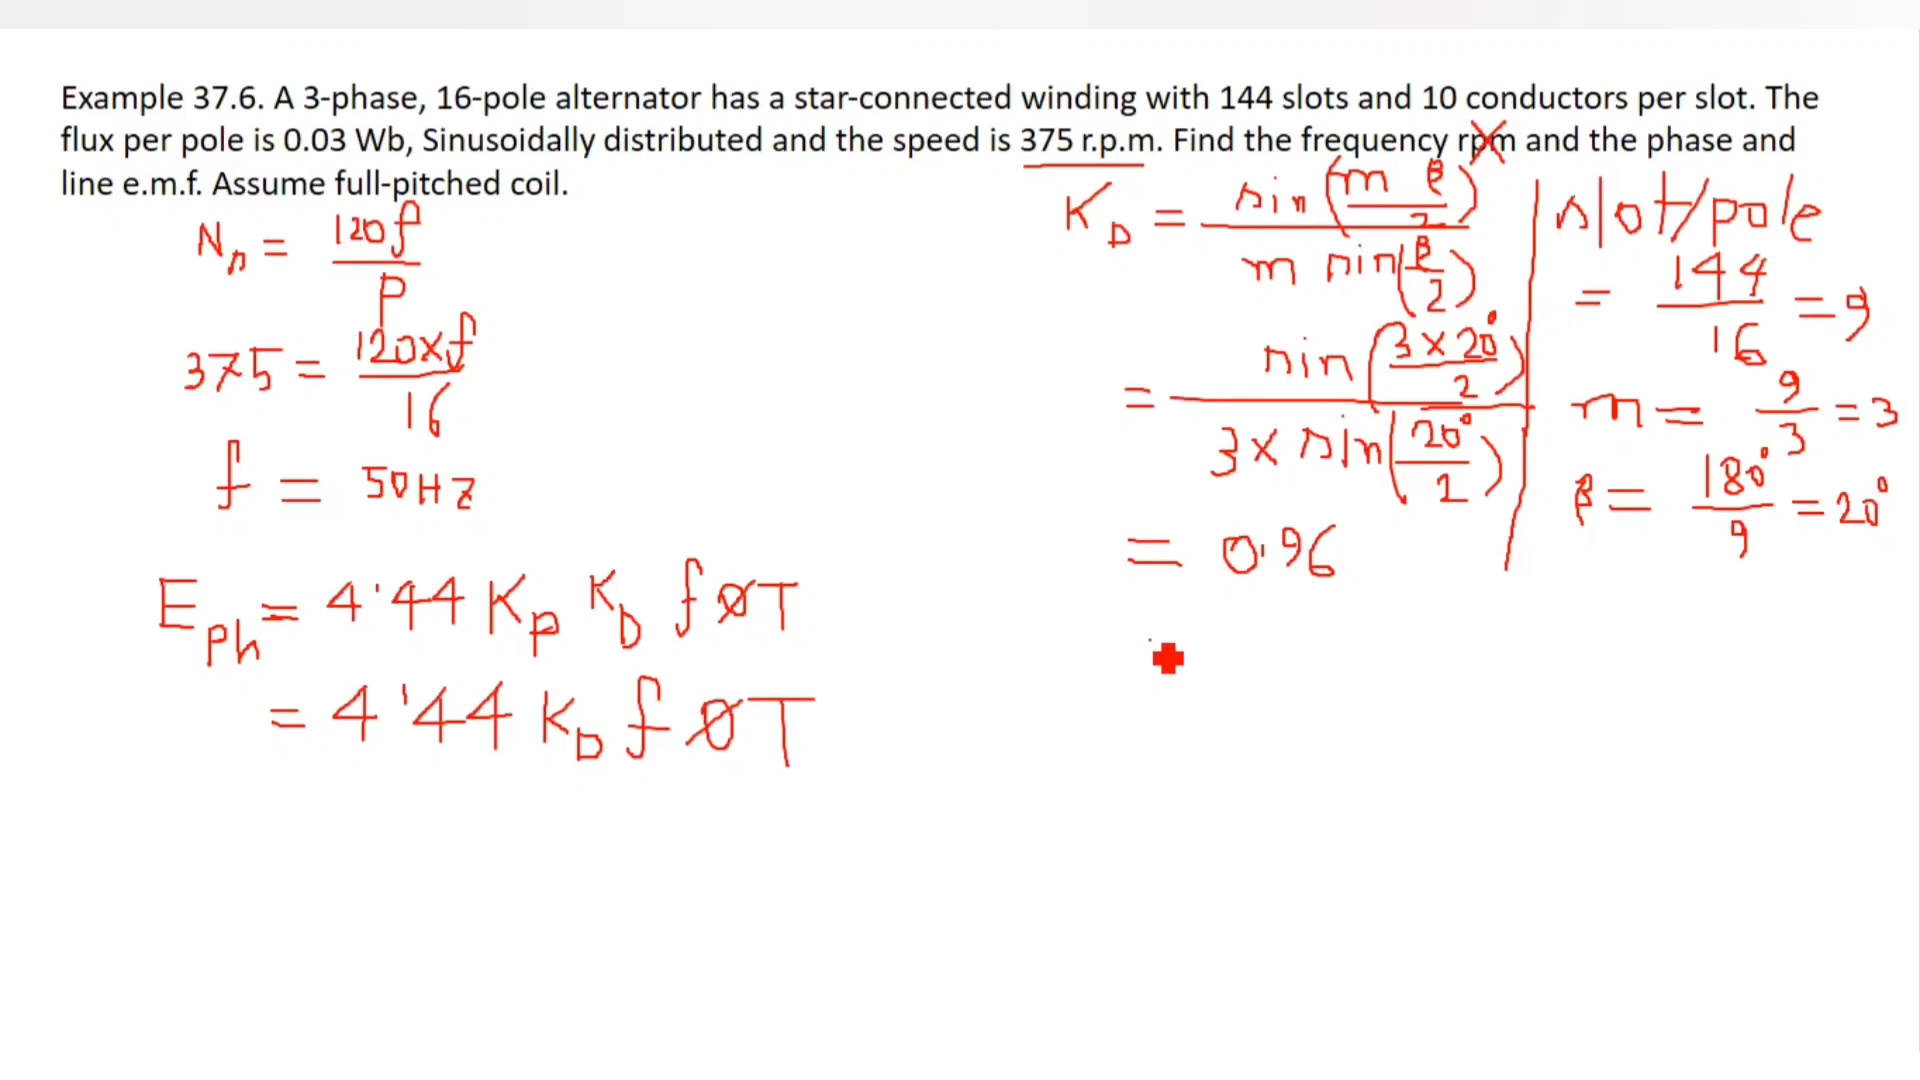 Example 37.6. A 3-phase, 16-pole alternator has a star-connected winding with 144 slots and 10 conductors per slot. The
flux per pole is 0.03 Wb, Sinusoidally distributed and the speed is 375 r.p.m. Find the frequency rpm and the phase and
line e.m.f. Assume full-pitched coil.
Ns = 120f / P
375 = 120×f / 16
f = 50Hz
Eph = 4.44 Kp KD f ØT
= 4.44 KD f ØT
KD = sin(m β/2) / m sin(β/2)
= sin(3×20°/2) / 3× sin(20°/2)
= 0.96
slot/pole
= 144/16 = 9
m = 9/3 = 3
β = 180°/9 = 20°